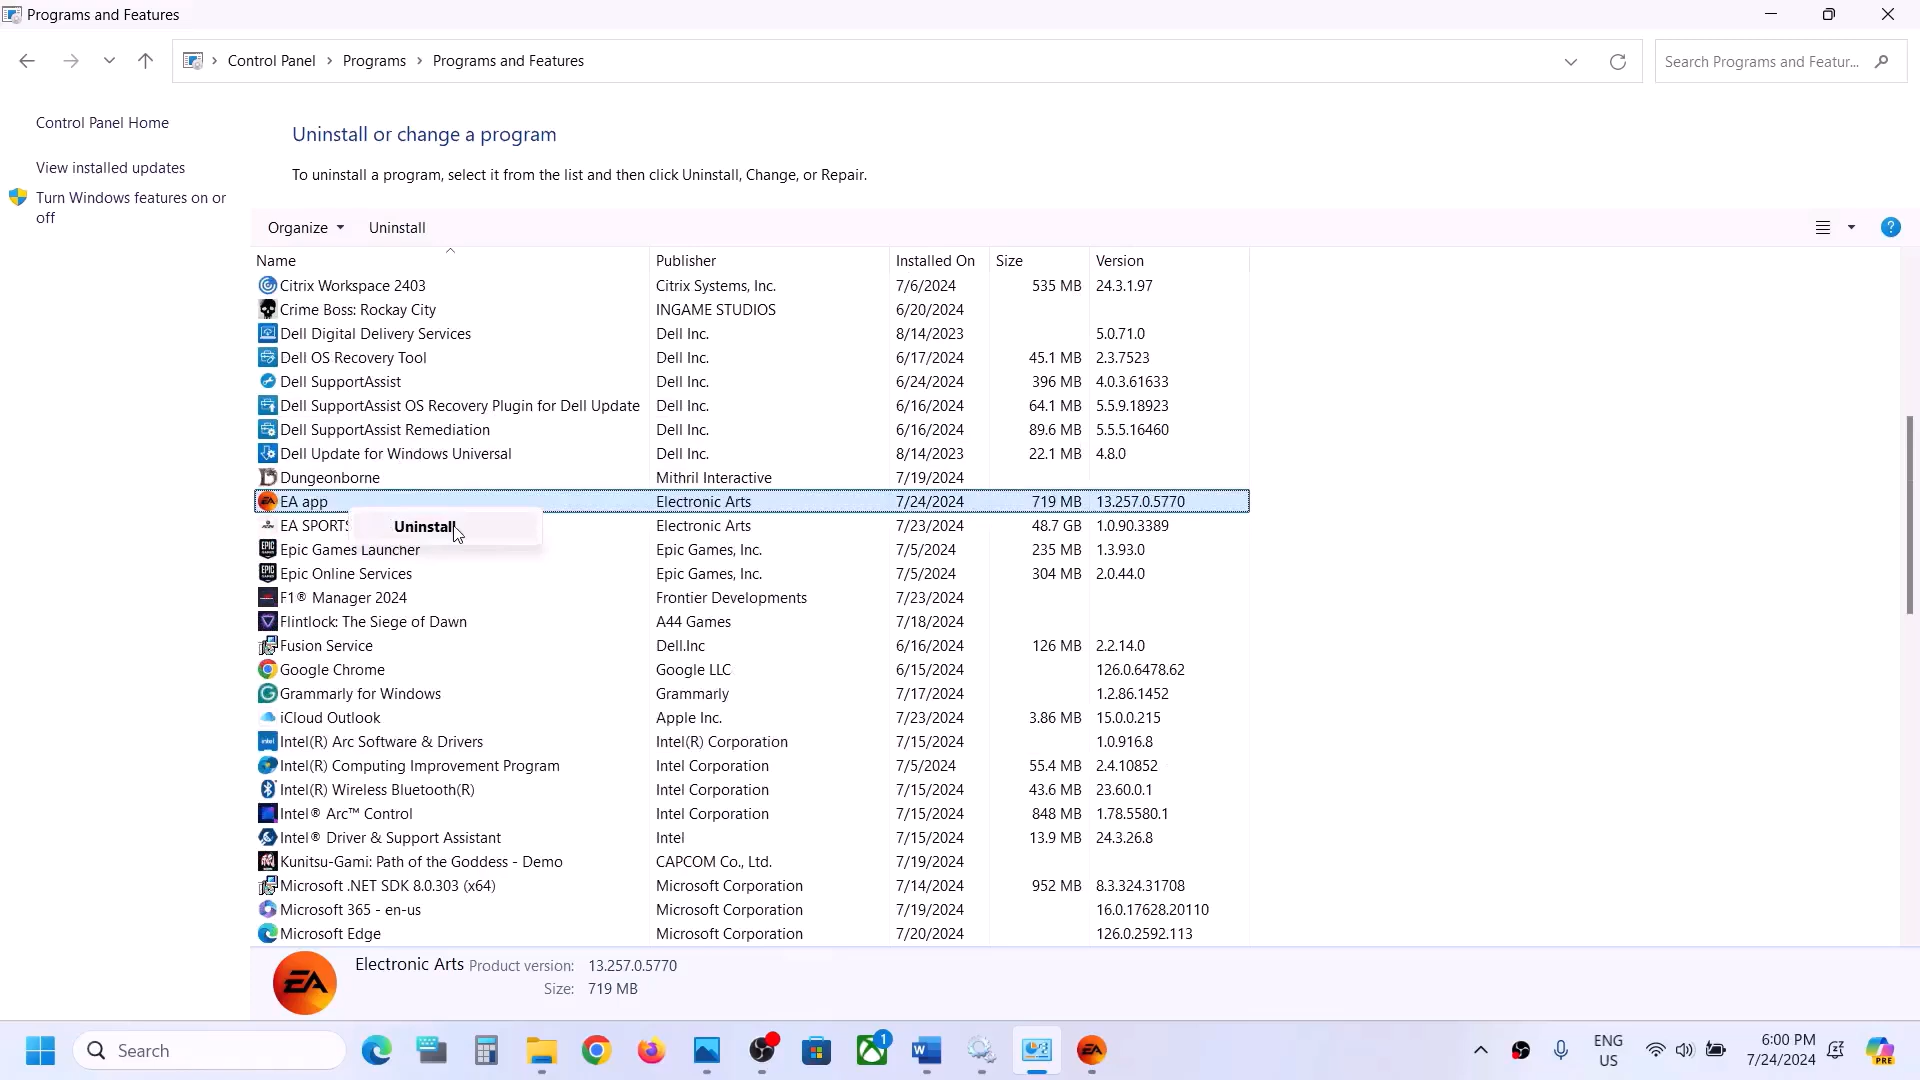 Programs and Features
Control Panel › Programs › Programs and Features
Search Programs and Featur...
Control Panel Home
View installed updates
Turn Windows features on or
off
Uninstall or change a program
To uninstall a program, select it from the list and then click Uninstall, Change, or Repair.
Organize Uninstall
Name Publisher Installed On Size Version
Citrix Workspace 2403 Citrix Systems, Inc. 7/6/2024 535 MB 24.3.1.97
Crime Boss: Rockay City INGAME STUDIOS 6/20/2024
Dell Digital Delivery Services Dell Inc. 8/14/2023 5.0.71.0
Dell OS Recovery Tool Dell Inc. 6/17/2024 45.1 MB 2.3.7523
Dell SupportAssist Dell Inc. 6/24/2024 396 MB 4.0.3.61633
Dell SupportAssist OS Recovery Plugin for Dell Update Dell Inc. 6/16/2024 64.1 MB 5.5.9.18923
Dell SupportAssist Remediation Dell Inc. 6/16/2024 89.6 MB 5.5.5.16460
Dell Update for Windows Universal Dell Inc. 8/14/2023 22.1 MB 4.8.0
Dungeonborne Mithril Interactive 7/19/2024
EA app Electronic Arts 7/24/2024 719 MB 13.257.0.5770
EA SPORTS Uninstall Electronic Arts 7/23/2024 48.7 GB 1.0.90.3389
Epic Games Launcher Epic Games, Inc. 7/5/2024 235 MB 1.3.93.0
Epic Online Services Epic Games, Inc. 7/5/2024 304 MB 2.0.44.0
F1® Manager 2024 Frontier Developments 7/23/2024
Flintlock: The Siege of Dawn A44 Games 7/18/2024
Fusion Service Dell.Inc 6/16/2024 126 MB 2.2.14.0
Google Chrome Google LLC 6/15/2024 126.0.6478.62
Grammarly for Windows Grammarly 7/17/2024 1.2.86.1452
iCloud Outlook Apple Inc. 7/23/2024 3.86 MB 15.0.0.215
Intel(R) Arc Software & Drivers Intel(R) Corporation 7/15/2024 1.0.916.8
Intel(R) Computing Improvement Program Intel Corporation 7/5/2024 55.4 MB 2.4.10852
Intel(R) Wireless Bluetooth(R) Intel Corporation 7/15/2024 43.6 MB 23.60.0.1
Intel® Arc™ Control Intel Corporation 7/15/2024 848 MB 1.78.5580.1
Intel® Driver & Support Assistant Intel 7/15/2024 13.9 MB 24.3.26.8
Kunitsu-Gami: Path of the Goddess - Demo CAPCOM Co., Ltd. 7/19/2024
Microsoft .NET SDK 8.0.303 (x64) Microsoft Corporation 7/14/2024 952 MB 8.3.324.31708
Microsoft 365 - en-us Microsoft Corporation 7/19/2024 16.0.17628.20110
Microsoft Edge Microsoft Corporation 7/20/2024 126.0.2592.113
Electronic Arts Product version: 13.257.0.5770
Size: 719 MB
Search
1
ENG
US
6:00 PM
7/24/2024
PRE